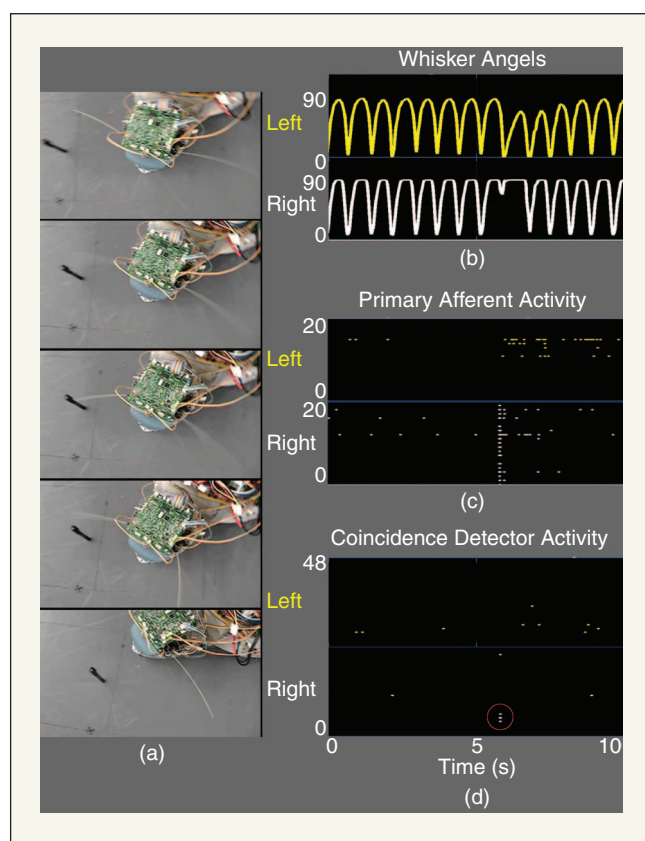 Whisker Angels
90
Left
0
90
Right
0
(b)
Primary Afferent Activity
20
Left
0
20
Right
0
(c)
Coincidence Detector Activity
48
Left
Right
0
0 5 10
Time (s)
(a)
(d)